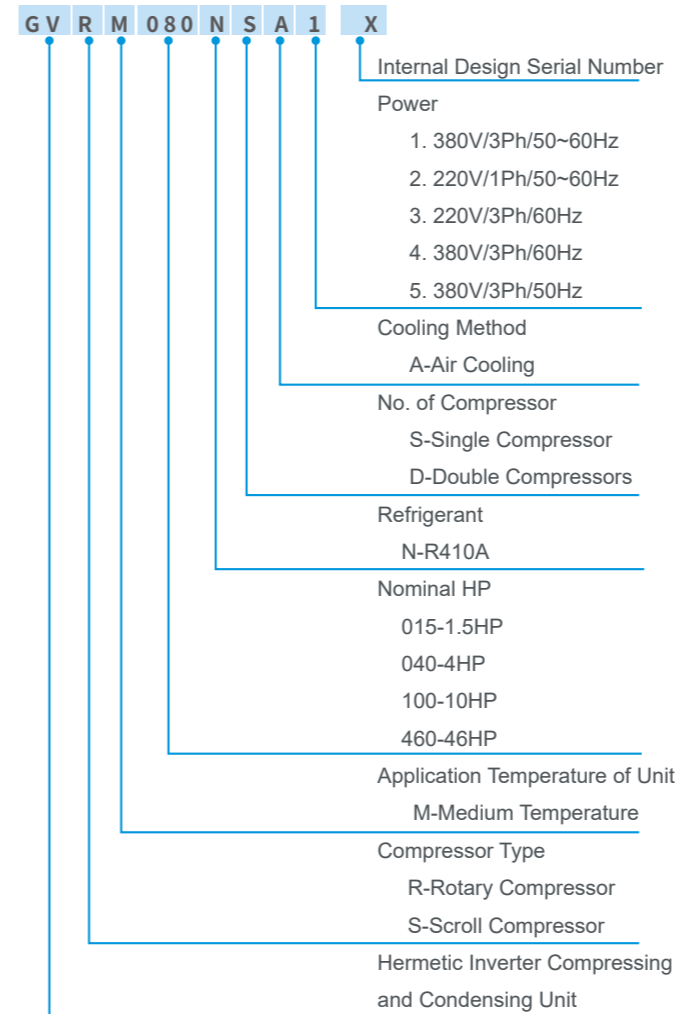 GV R M 080 N S A 1 X
Internal Design Serial Number
Power
1. 380V/3Ph/50~60Hz
2. 220V/1Ph/50~60Hz
3. 220V/3Ph/60Hz
4. 380V/3Ph/60Hz
5. 380V/3Ph/50Hz
Cooling Method
A-Air Cooling
No. of Compressor
S-Single Compressor
D-Double Compressors
Refrigerant
N-R410A
Nominal HP
015-1.5HP
040-4HP
100-10HP
460-46HP
Application Temperature of Unit
M-Medium Temperature
Compressor Type
R-Rotary Compressor
S-Scroll Compressor
Hermetic Inverter Compressing
and Condensing Unit